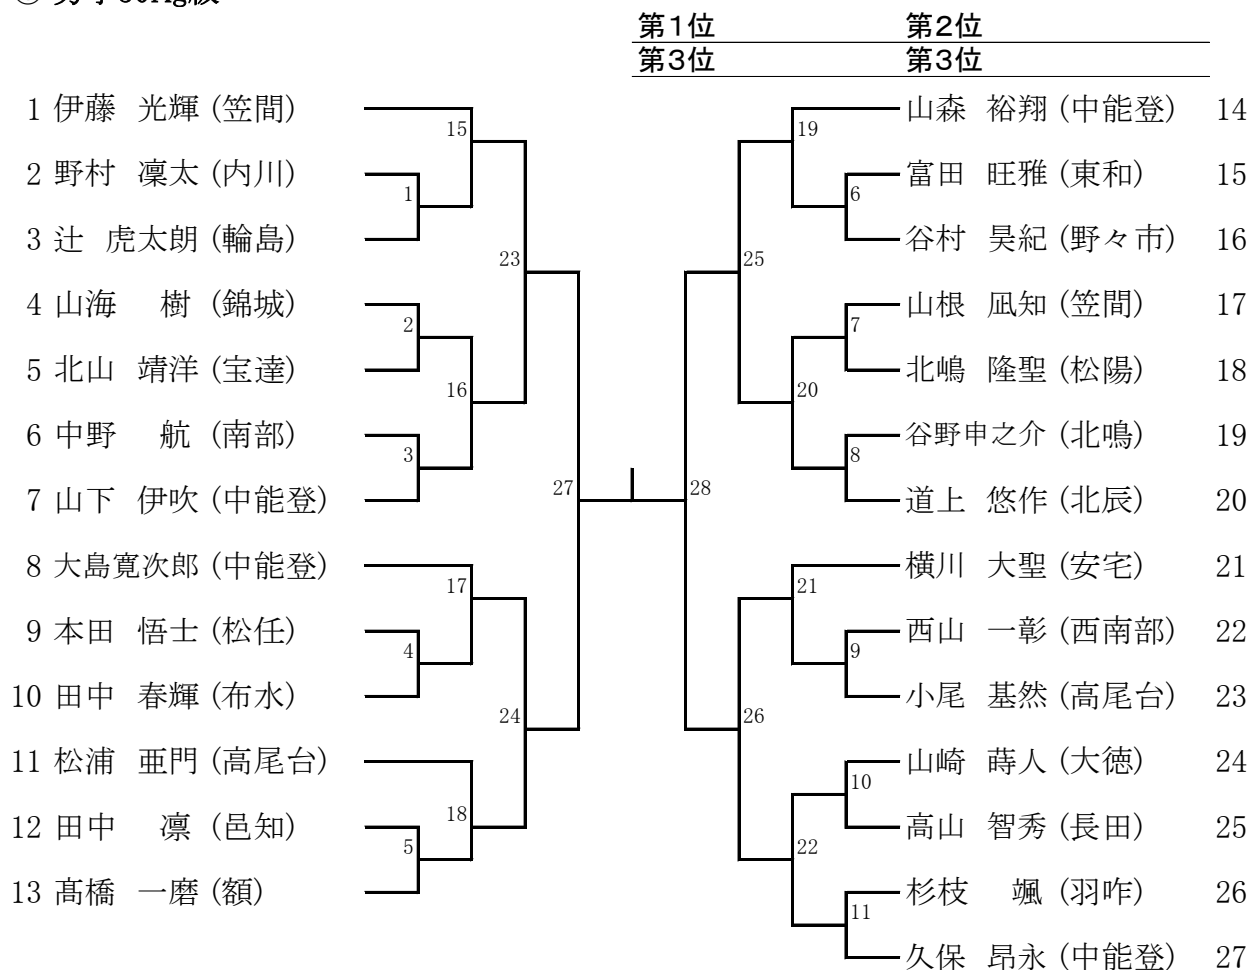 第1位 第2位
第3位 第3位
1 伊藤 光輝 (笠間) 15 19 山森 裕翔 (中能登) 14
2 野村 凜太 (内川) 1 6 富田 旺雅 (東和) 15
3 辻 虎太朗 (輪島) 23 25 谷村 昊紀 (野々市) 16
4 山海 樹 (錦城) 2 7 山根 凪知 (笠間) 17
5 北山 靖洋 (宝達) 16 20 北嶋 隆聖 (松陽) 18
6 中野 航 (南部) 3 8 谷野申之介 (北鳴) 19
7 山下 伊吹 (中能登) 27 28 道上 悠作 (北辰) 20
8 大島寛次郎 (中能登) 17 21 横川 大聖 (安宅) 21
9 本田 悟士 (松任) 4 9 西山 一彰 (西南部) 22
10 田中 春輝 (布水) 24 26 小尾 基然 (高尾台) 23
11 松浦 亜門 (高尾台) 18 10 山崎 蒔人 (大徳) 24
12 田中 凛 (邑知) 5 22 高山 智秀 (長田) 25
13 髙橋 一磨 (額) 11 杉枝 颯 (羽咋) 26
久保 昂永 (中能登) 27